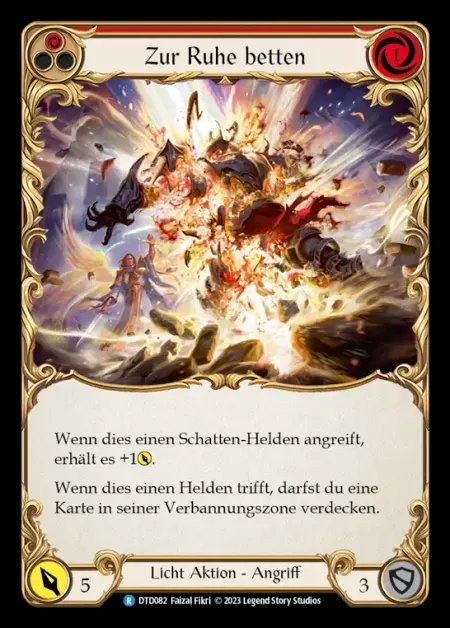 Zur Ruhe betten
1
Wenn dies einen Schatten-Helden angreift,
erhält es +1.
Wenn dies einen Helden trifft, darfst du eine
Karte in seiner Verbannungszone verdecken.
5
Licht Aktion - Angriff
3
R DTD082 Faizal Fikri © 2023 Legend Story Studios